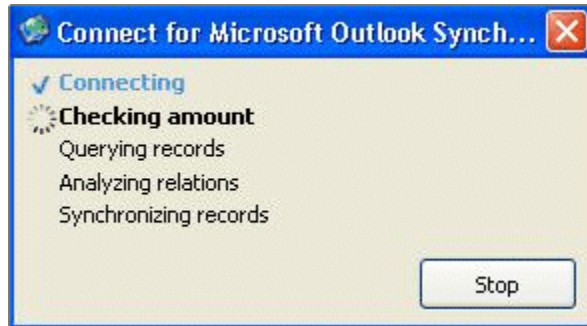 Connect for Microsoft Outlook Synch...
Connecting
Checking amount
Querying records
Analyzing relations
Synchronizing records
Stop